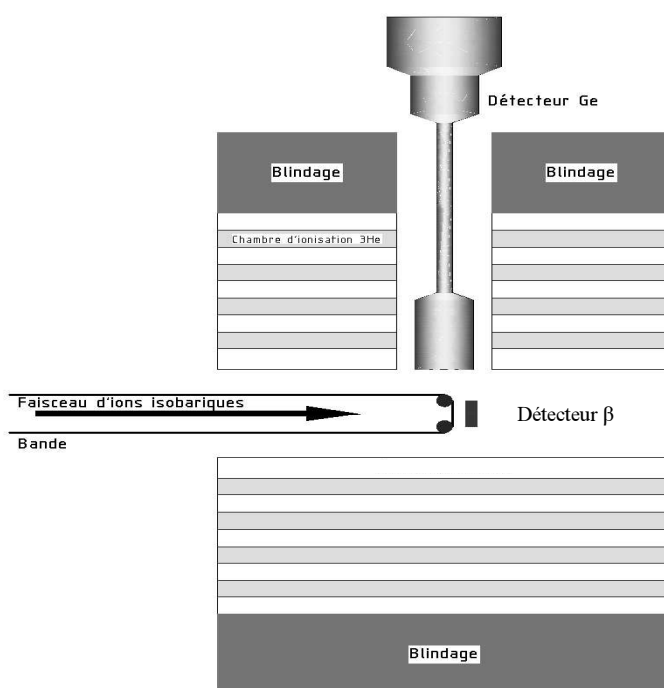 Détecteur Ge
Blindage
Blindage
Chambre d'ionisation 3He
Faisceau d'ions isobariques
Détecteur β
Bande
Blindage